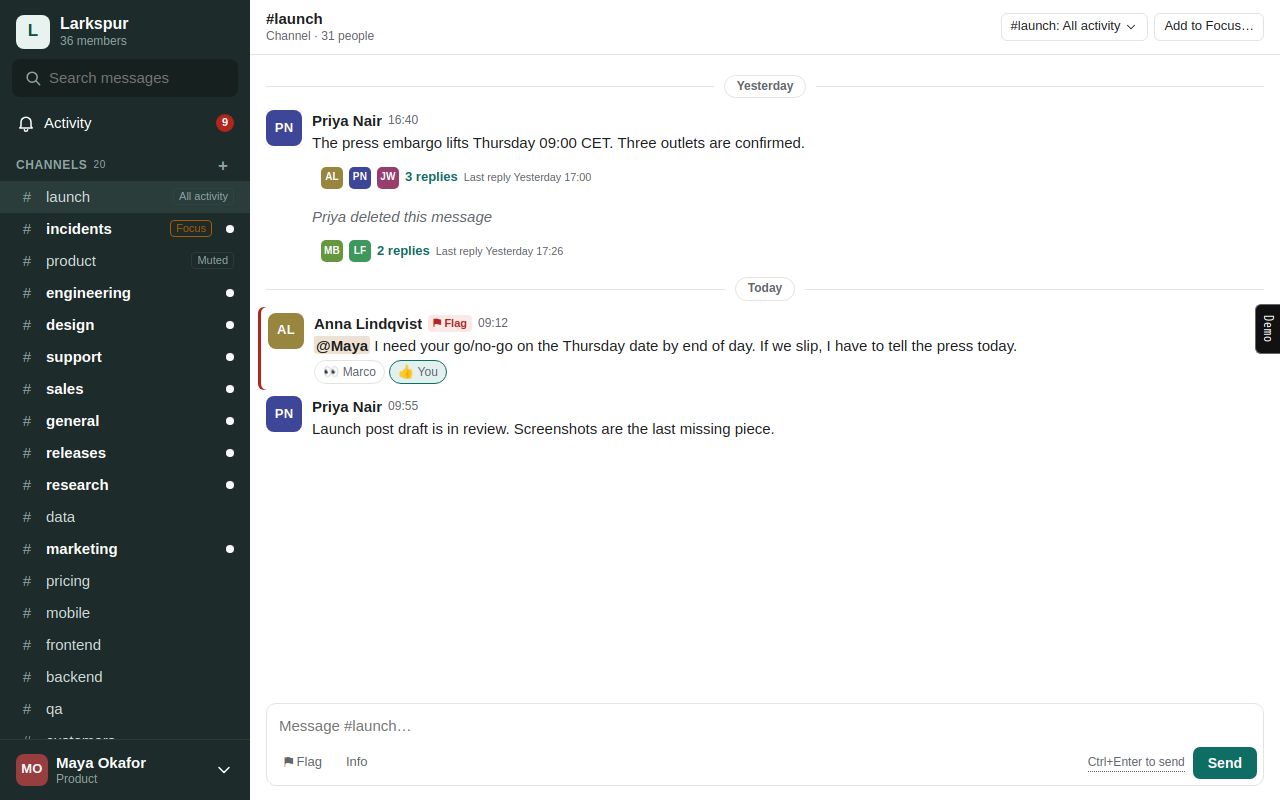 L
Larkspur
36 members
Search messages
Activity
9
CHANNELS 20
+
# launch
All activity
# incidents
Focus
# product
Muted
# engineering
# design
# support
# sales
# general
# releases
# research
# data
# marketing
# pricing
# mobile
# frontend
# backend
# qa
MO
Maya Okafor
Product
#launch
Channel · 31 people
#launch: All activity
Add to Focus…
Yesterday
PN
Priya Nair 16:40
The press embargo lifts Thursday 09:00 CET. Three outlets are confirmed.
AL PN JW 3 replies Last reply Yesterday 17:00
Priya deleted this message
MB LF 2 replies Last reply Yesterday 17:26
Today
AL
Anna Lindqvist Flag 09:12
@Maya I need your go/no-go on the Thursday date by end of day. If we slip, I have to tell the press today.
👀 Marco 👍 You
PN
Priya Nair 09:55
Launch post draft is in review. Screenshots are the last missing piece.
Message #launch…
Flag
Info
Ctrl+Enter to send
Send
Demo